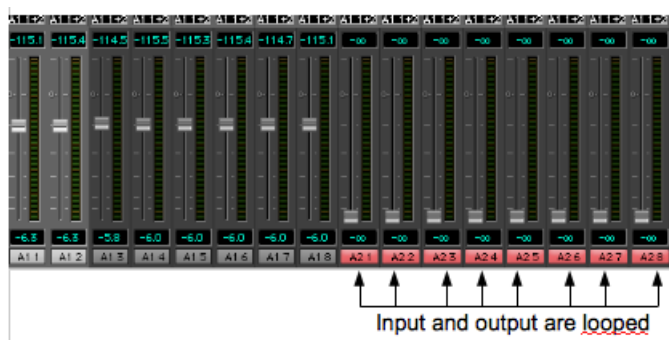 -115.1 -115.4 -114.5 -115.5 -115.3 -115.4 -114.7 -115.1 -∞ -∞ -∞ -∞ -∞ -∞ -∞ -∞
-6.3 -6.3 -5.8 -6.0 -6.0 -6.0 -6.0 -6.0 -∞ -∞ -∞ -∞ -∞ -∞ -∞ -∞
A1 1 A1 2 A1 3 A1 4 A1 5 A1 6 A1 7 A1 8 A2 1 A2 2 A2 3 A2 4 A2 5 A2 6 A2 7 A2 8
Input and output are looped